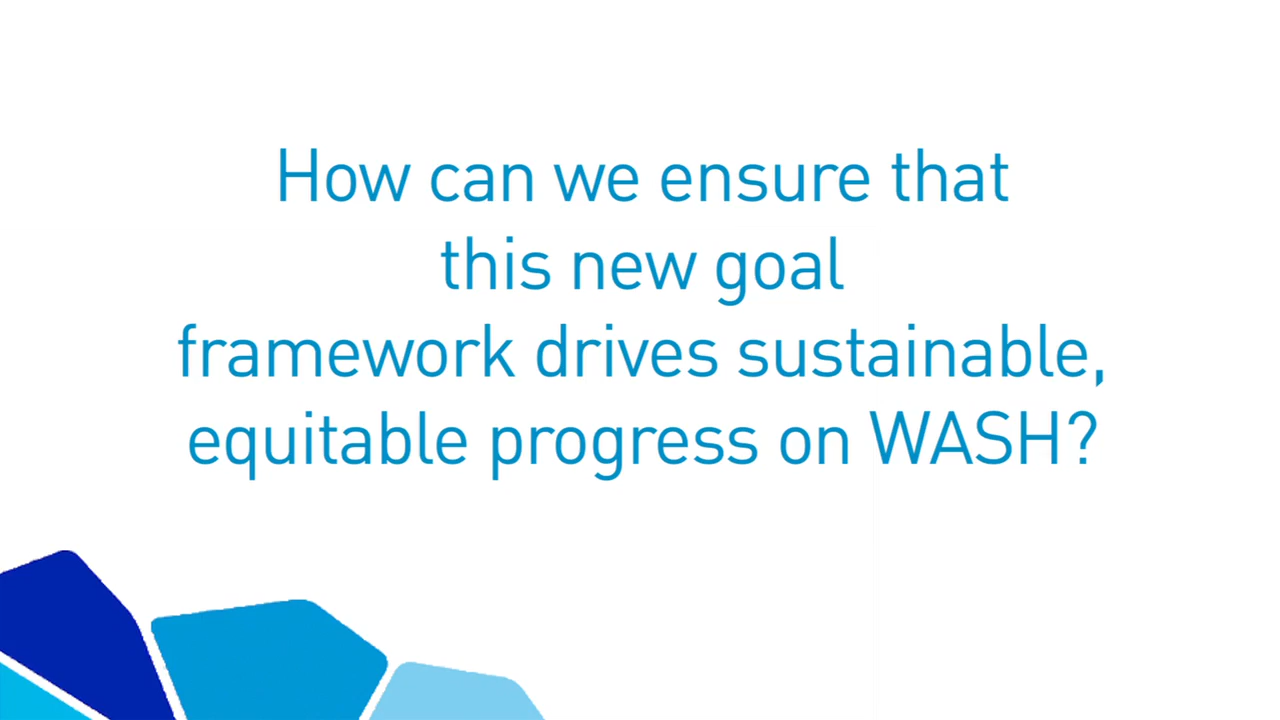 How can we ensure that
this new goal
framework drives sustainable,
equitable progress on WASH?